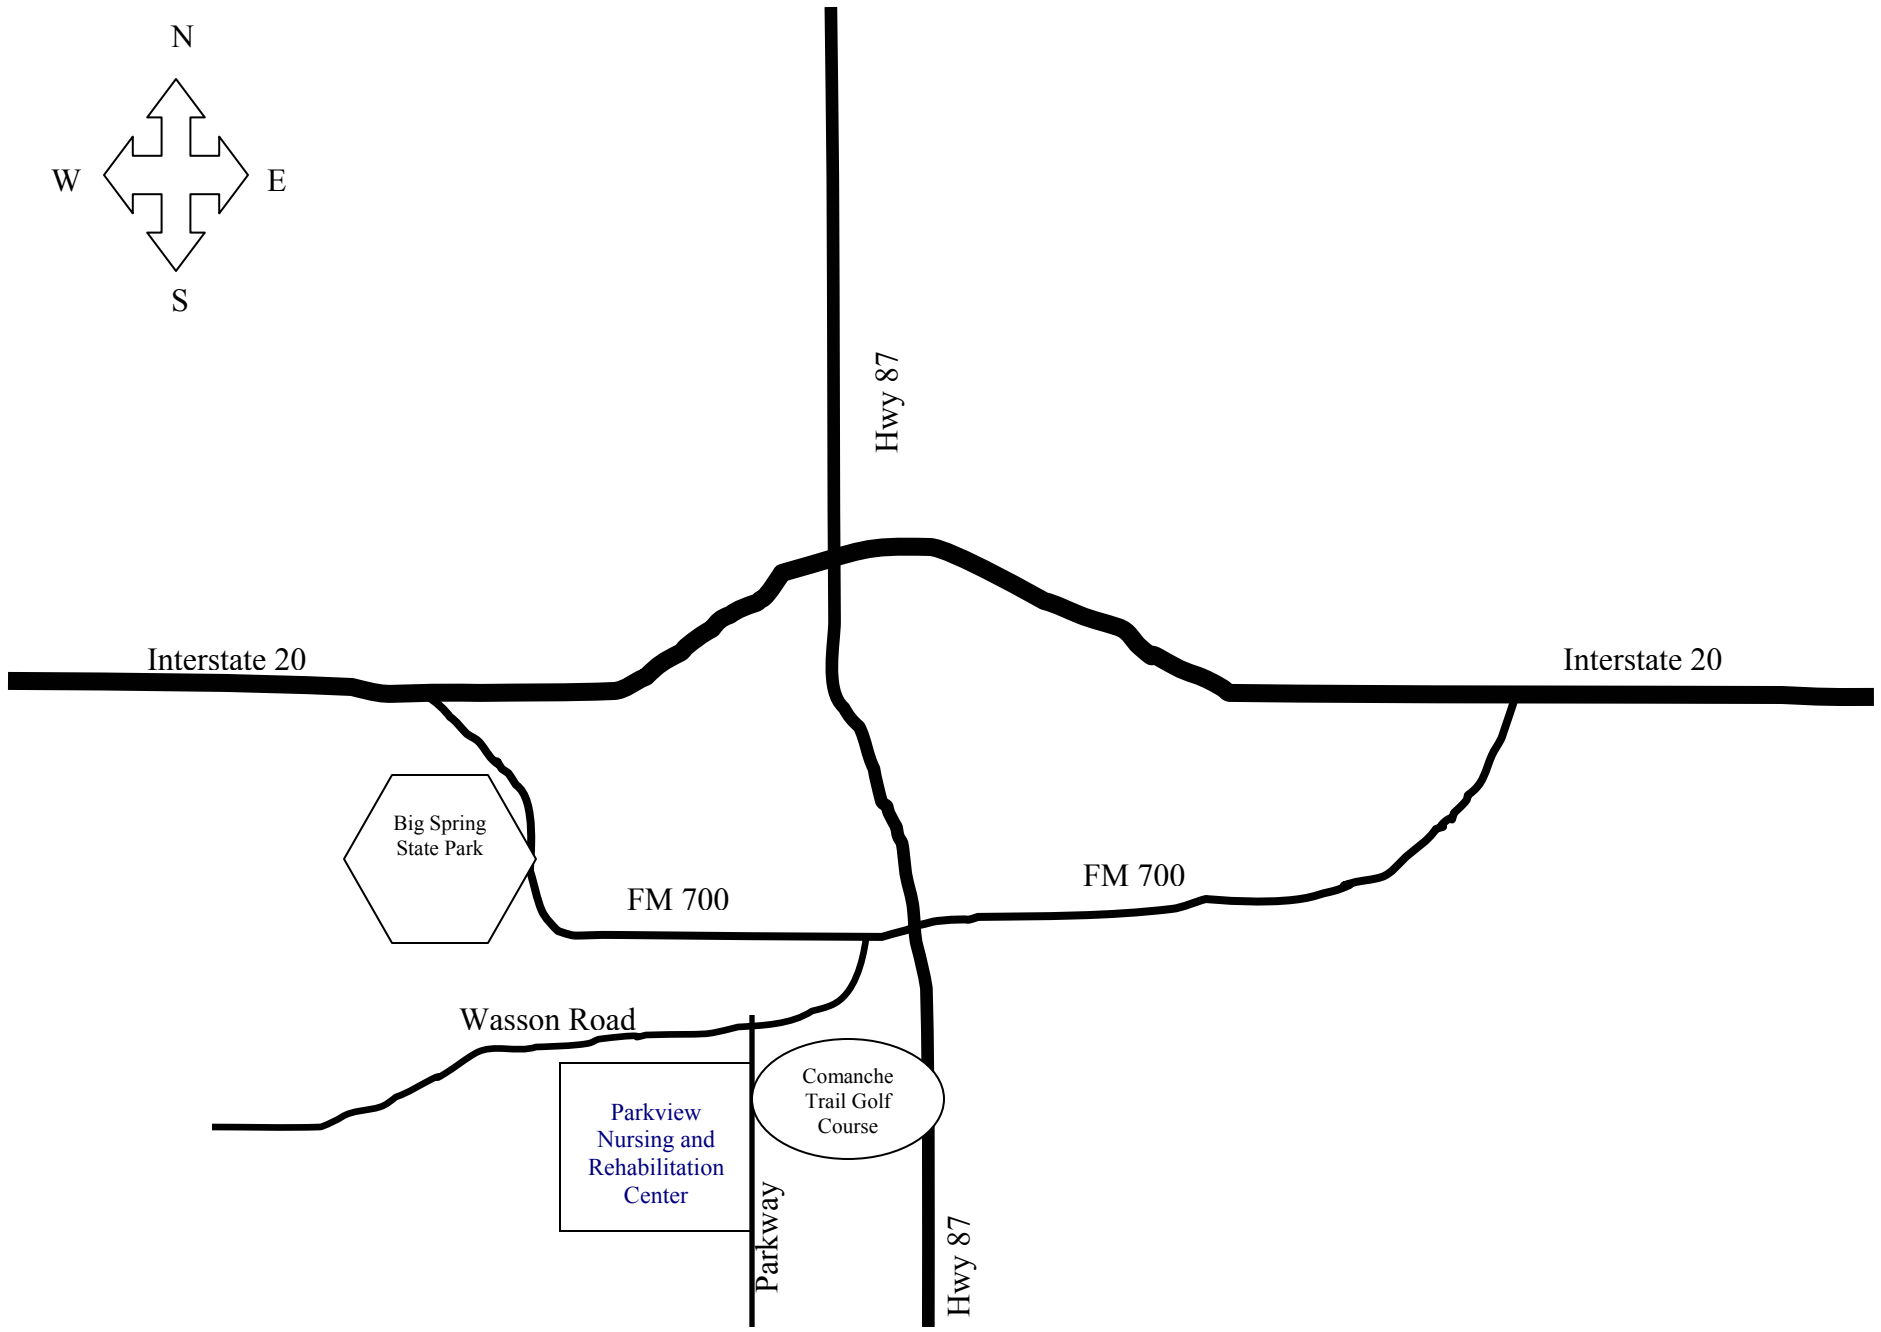 N
W
E
S
Hwy 87
Interstate 20
Interstate 20
Big Spring
State Park
FM 700
FM 700
Wasson Road
Comanche
Trail Golf
Course
Parkview
Nursing and
Rehabilitation
Center
Parkway
Hwy 87